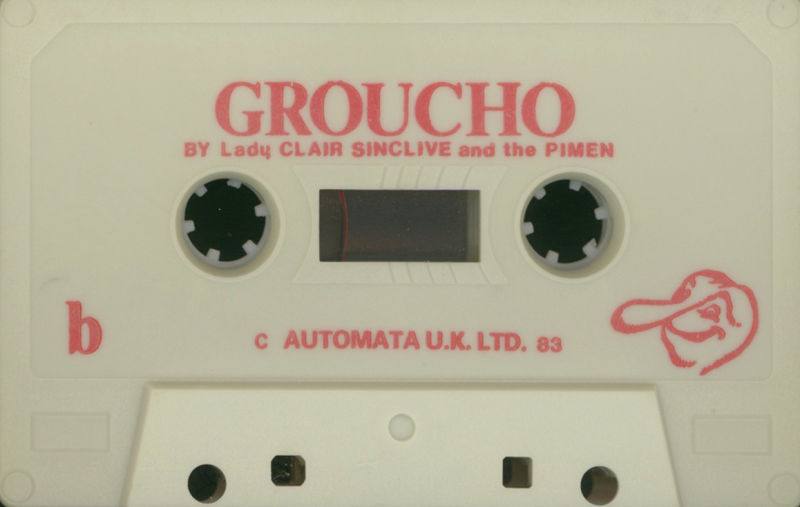 GROUCHO
BY Lady CLAIR SINCLIVE and the PIMEN
b
C AUTOMATA U.K. LTD. 83